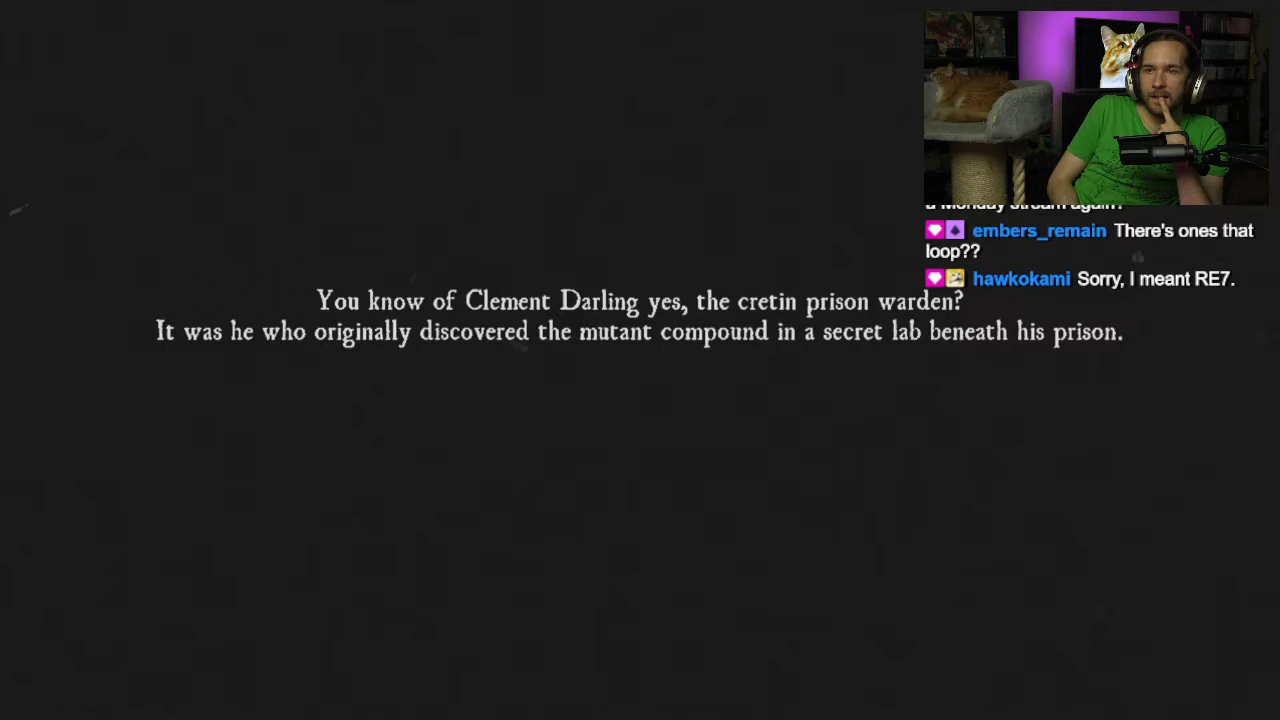 a Monday stream again?
embers_remain There's ones that
loop??
hawkokami Sorry, I meant RE7.
You know of Clement Darling yes, the cretin prison warden?
It was he who originally discovered the mutant compound in a secret lab beneath his prison.